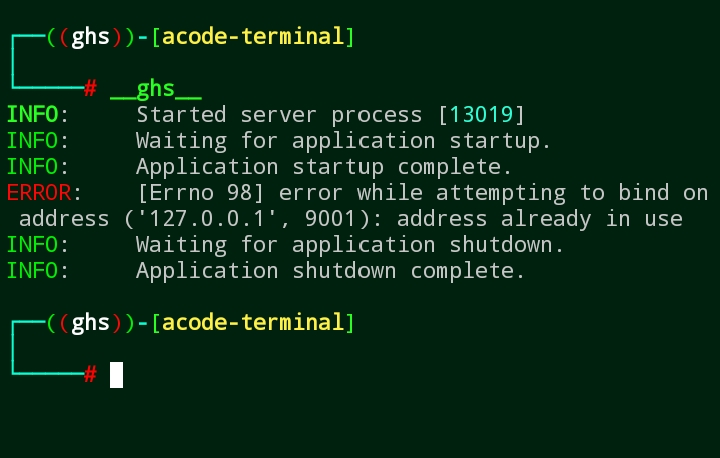 ┌──((ghs))-[acode-terminal]
└─────# __ghs__
INFO:     Started server process [13019]
INFO:     Waiting for application startup.
INFO:     Application startup complete.
ERROR:    [Errno 98] error while attempting to bind on
 address ('127.0.0.1', 9001): address already in use
INFO:     Waiting for application shutdown.
INFO:     Application shutdown complete.
┌──((ghs))-[acode-terminal]
└─────#